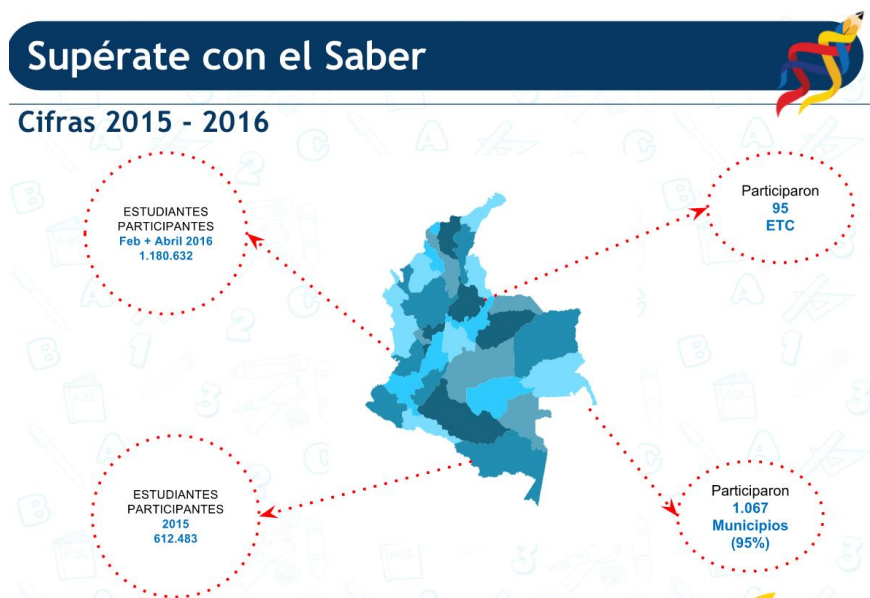 Supérate con el Saber
Cifras 2015 - 2016
ESTUDIANTES
PARTICIPANTES
Feb + Abril 2016
1.180.632
Participaron
95
ETC
ESTUDIANTES
PARTICIPANTES
2015
612.483
Participaron
1.067
Municipios
(95%)